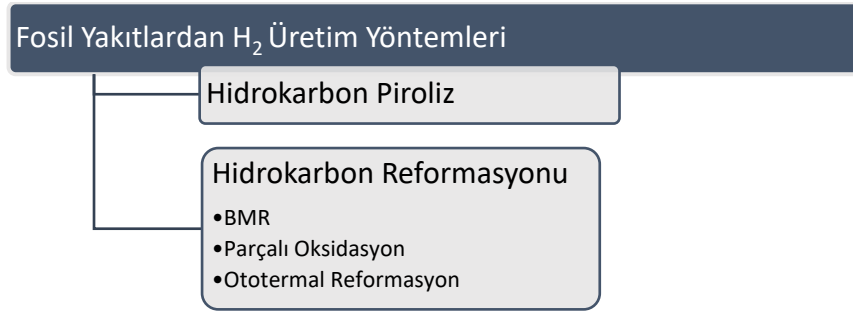 Fosil Yakıtlardan H₂ Üretim Yöntemleri
Hidrokarbon Piroliz
Hidrokarbon Reformasyonu
•BMR
•Parçalı Oksidasyon
•Ototermal Reformasyon